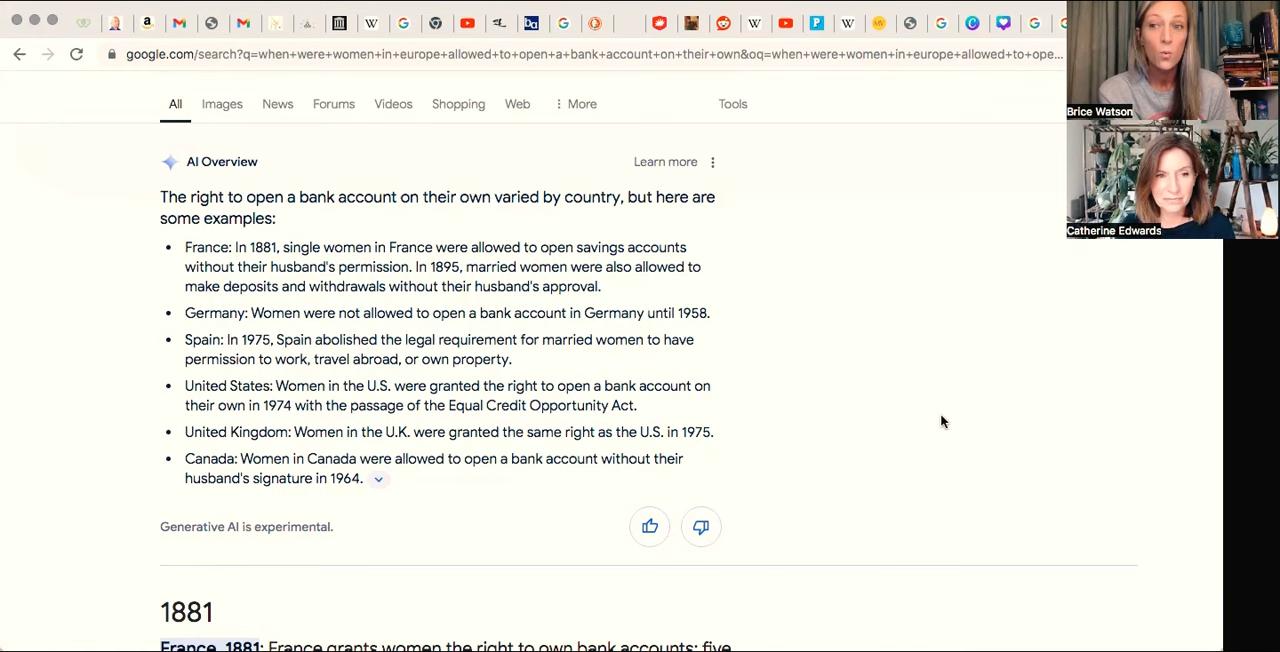 google.com/search?q=when+were+women+in+europe+allowed+to+open+a+bank+account+on+their+own&oq=when+were+women+in+europe+allowed+to+ope...
Brice Watson
Catherine Edwards
All Images News Forums Videos Shopping Web More Tools
AI Overview Learn more
The right to open a bank account on their own varied by country, but here are
some examples:
• France: In 1881, single women in France were allowed to open savings accounts
without their husband's permission. In 1895, married women were also allowed to
make deposits and withdrawals without their husband's approval.
• Germany: Women were not allowed to open a bank account in Germany until 1958.
• Spain: In 1975, Spain abolished the legal requirement for married women to have
permission to work, travel abroad, or own property.
• United States: Women in the U.S. were granted the right to open a bank account on
their own in 1974 with the passage of the Equal Credit Opportunity Act.
• United Kingdom: Women in the U.K. were granted the same right as the U.S. in 1975.
• Canada: Women in Canada were allowed to open a bank account without their
husband's signature in 1964.
Generative AI is experimental.
1881
France, 1881: France grants women the right to own bank accounts; five